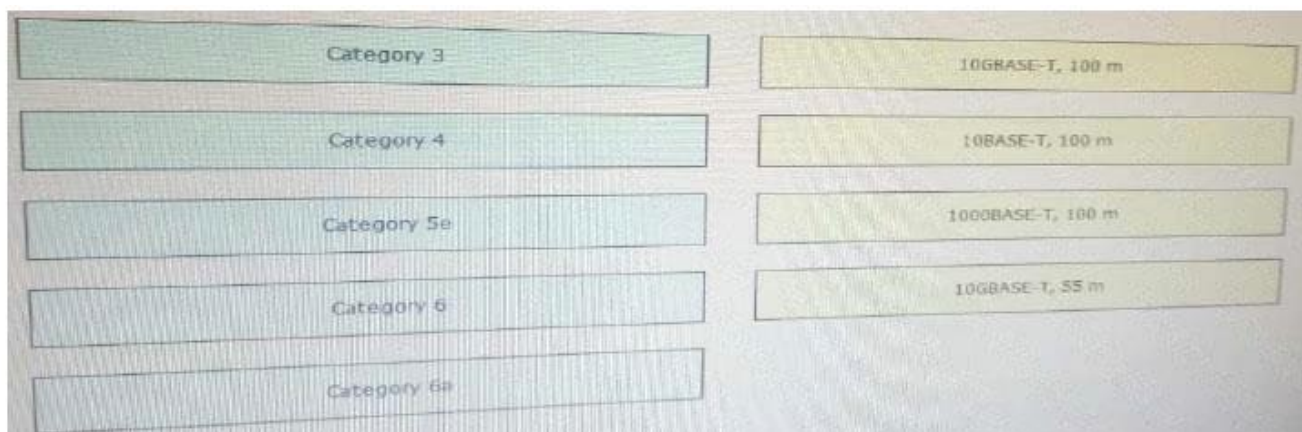 Category 3
Category 4
Category 5e
Category 6
Category 6a
10GBASE-T, 100 m
10BASE-T, 100 m
1000BASE-T, 100 m
10GBASE-T, 55 m